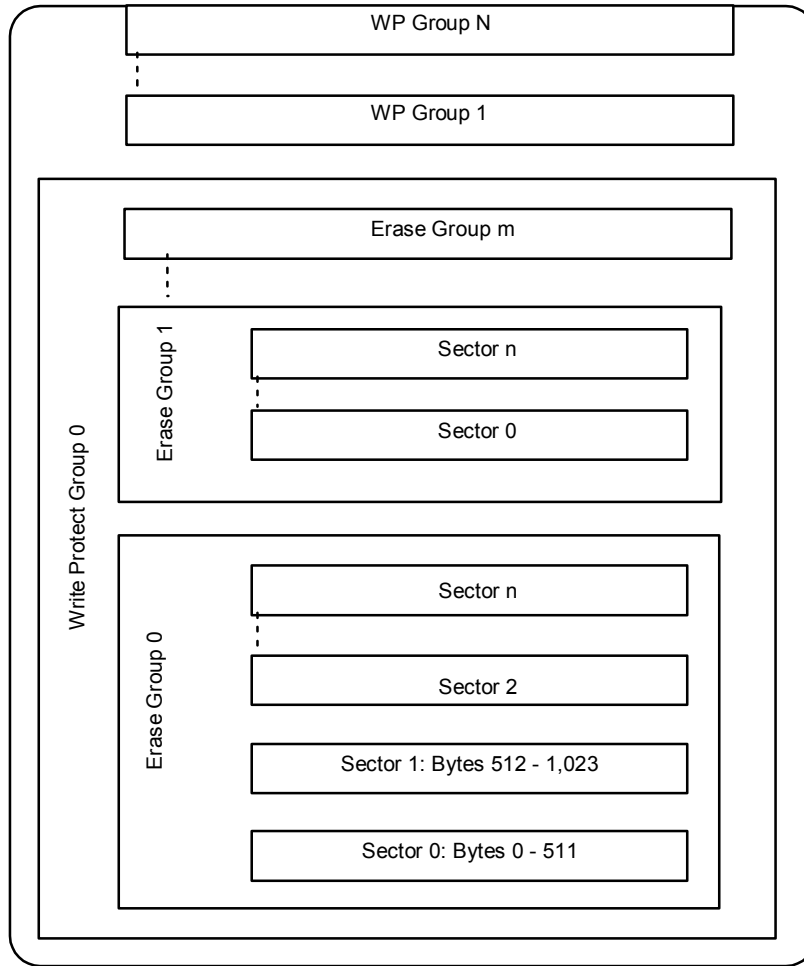 WP Group N
WP Group 1
Write Protect Group 0
Erase Group m
Erase Group 1
Sector n
Sector 0
Erase Group 0
Sector n
Sector 2
Sector 1: Bytes 512 - 1,023
Sector 0: Bytes 0 - 511